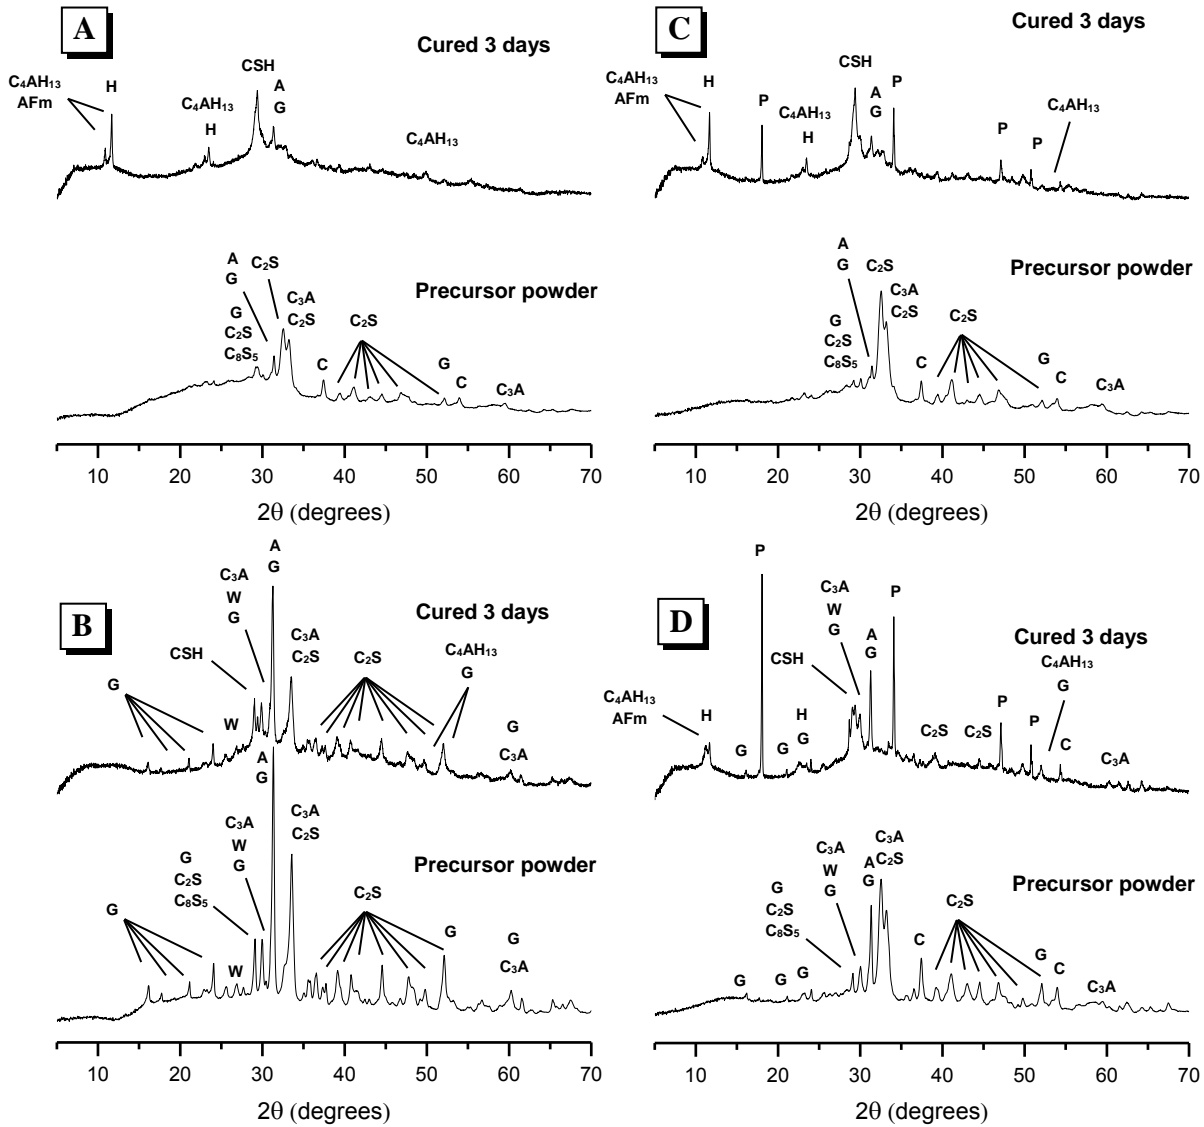 A
Cured 3 days
C₄AH₁₃
AFm
H
C₄AH₁₃
H
CSH
A
G
C₄AH₁₃
Precursor powder
A
G
C₂S
G
C₂S
C₈S₅
C₃A
C₂S
C
C₂S
G
C
C₃A
10 20 30 40 50 60 70
2θ (degrees)
C
Cured 3 days
C₄AH₁₃
AFm
H
P
C₄AH₁₃
H
CSH
A
G
P
P
P
C₄AH₁₃
Precursor powder
A
G
C₂S
C₃A
C₂S
G
C₂S
C₈S₅
C
C₂S
G
C
C₃A
10 20 30 40 50 60 70
2θ (degrees)
B
Cured 3 days
G
W
CSH
C₃A
W
G
A
G
C₃A
C₂S
C₂S
C₄AH₁₃
G
G
C₃A
Precursor powder
G
W
G
C₂S
C₈S₅
C₃A
W
G
A
G
C₃A
C₂S
C₂S
G
G
C₃A
10 20 30 40 50 60 70
2θ (degrees)
D
Cured 3 days
C₄AH₁₃
AFm
H
G
P
G
H
G
CSH
C₃A
W
G
A
G
P
C₂S
C₂S
P
P
C₄AH₁₃
G
C
C₃A
Precursor powder
G
G
G
G
C₂S
C₈S₅
C₃A
W
G
A
G
C₃A
C₂S
C
C₂S
G
C
C₃A
10 20 30 40 50 60 70
2θ (degrees)